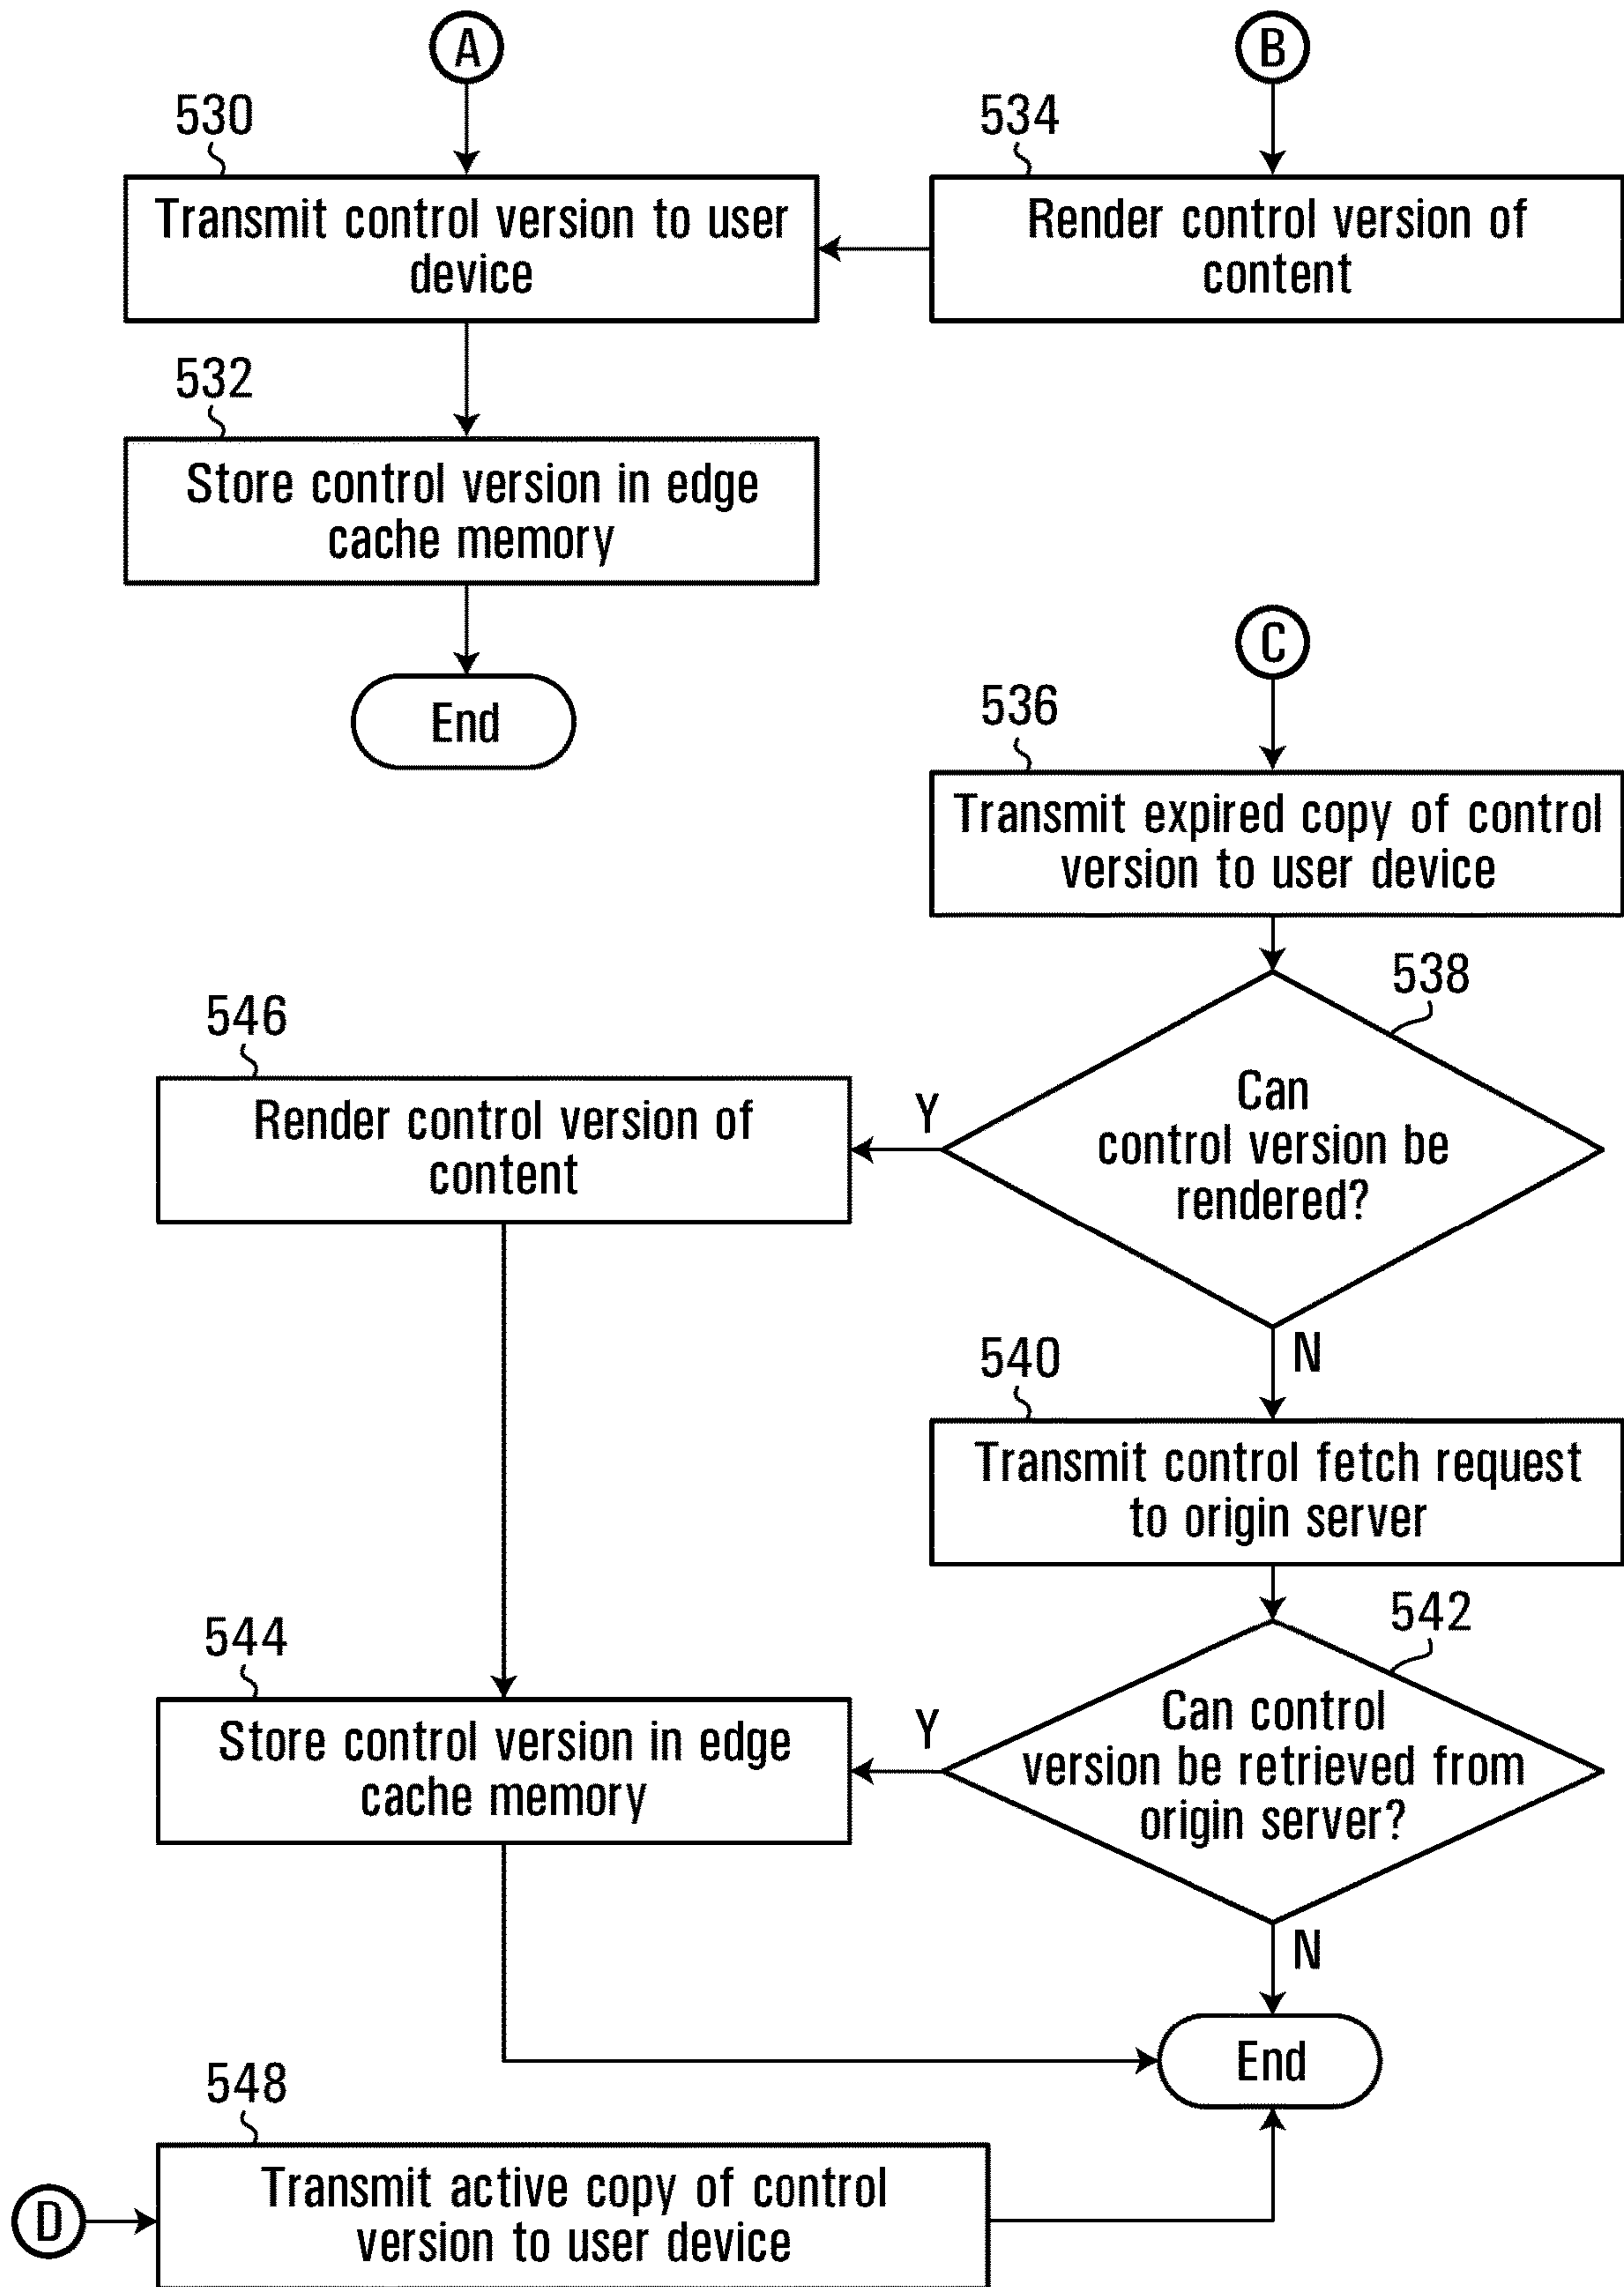 A
B
530
534
Transmit control version to user
device
Render control version of
content
532
Store control version in edge
cache memory
End
C
536
Transmit expired copy of control
version to user device
538
Can
control version be
rendered?
Y
N
546
Render control version of
content
540
Transmit control fetch request
to origin server
542
Can control
version be retrieved from
origin server?
Y
N
544
Store control version in edge
cache memory
End
548
D
Transmit active copy of control
version to user device